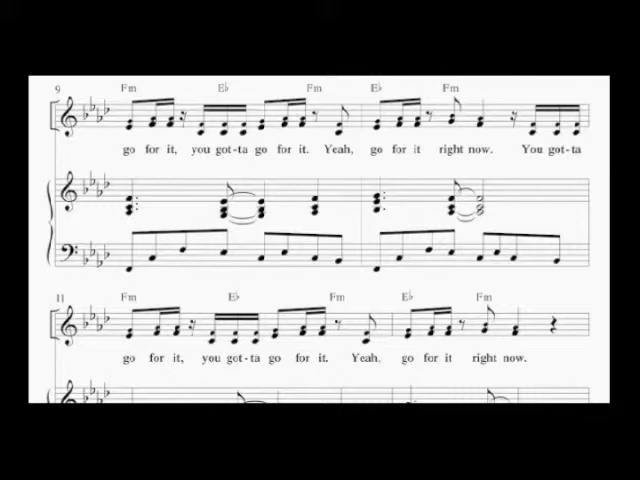 9 Fm E♭ Fm E♭ Fm
go for it, you got-ta go for it. Yeah, go for it right now. You got-ta
11 Fm E♭ Fm E♭ Fm
go for it, you got-ta go for it. Yeah, go for it right now.